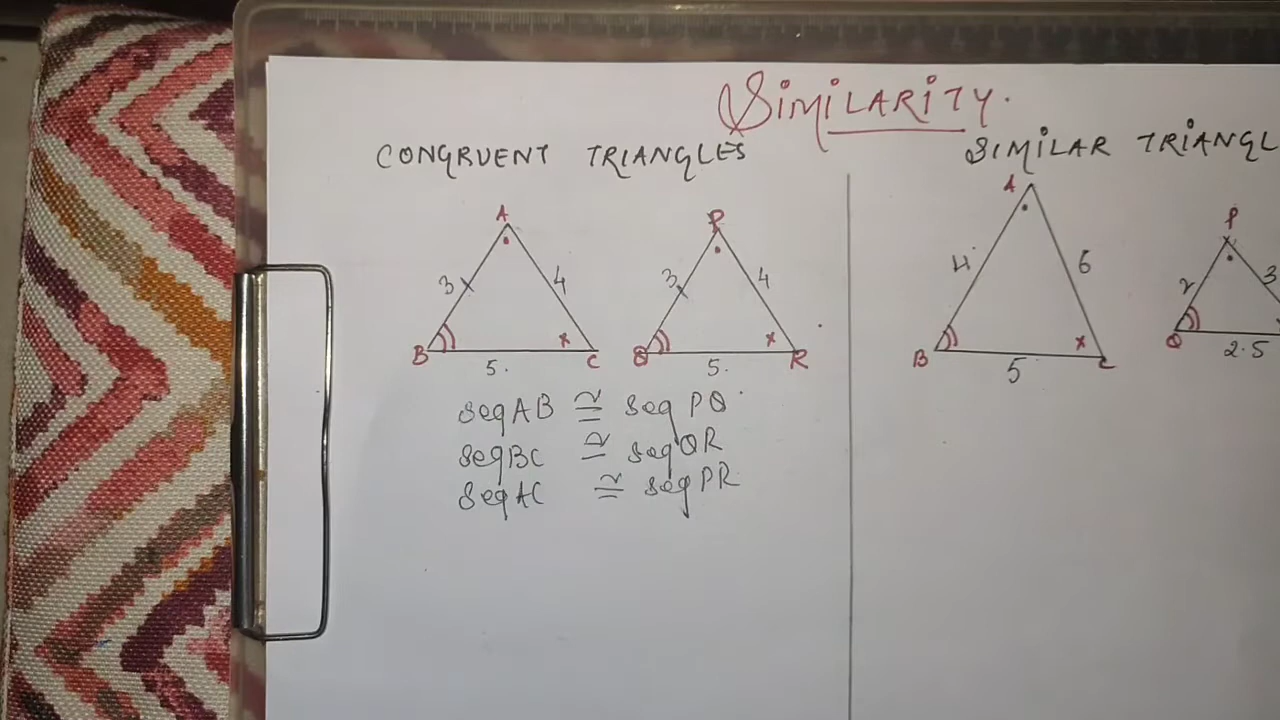 SIMILARITY.
CONGRUENT TRIANGLES
A
3
4
B
C
5.
P
3
4
Q
R
5.
seg AB ≅ seg PQ
seg BC ≅ seg QR
seg AC ≅ seg PR
SIMILAR TRIANGL
A
4
6
B
C
5
P
2
3
Q
2.5